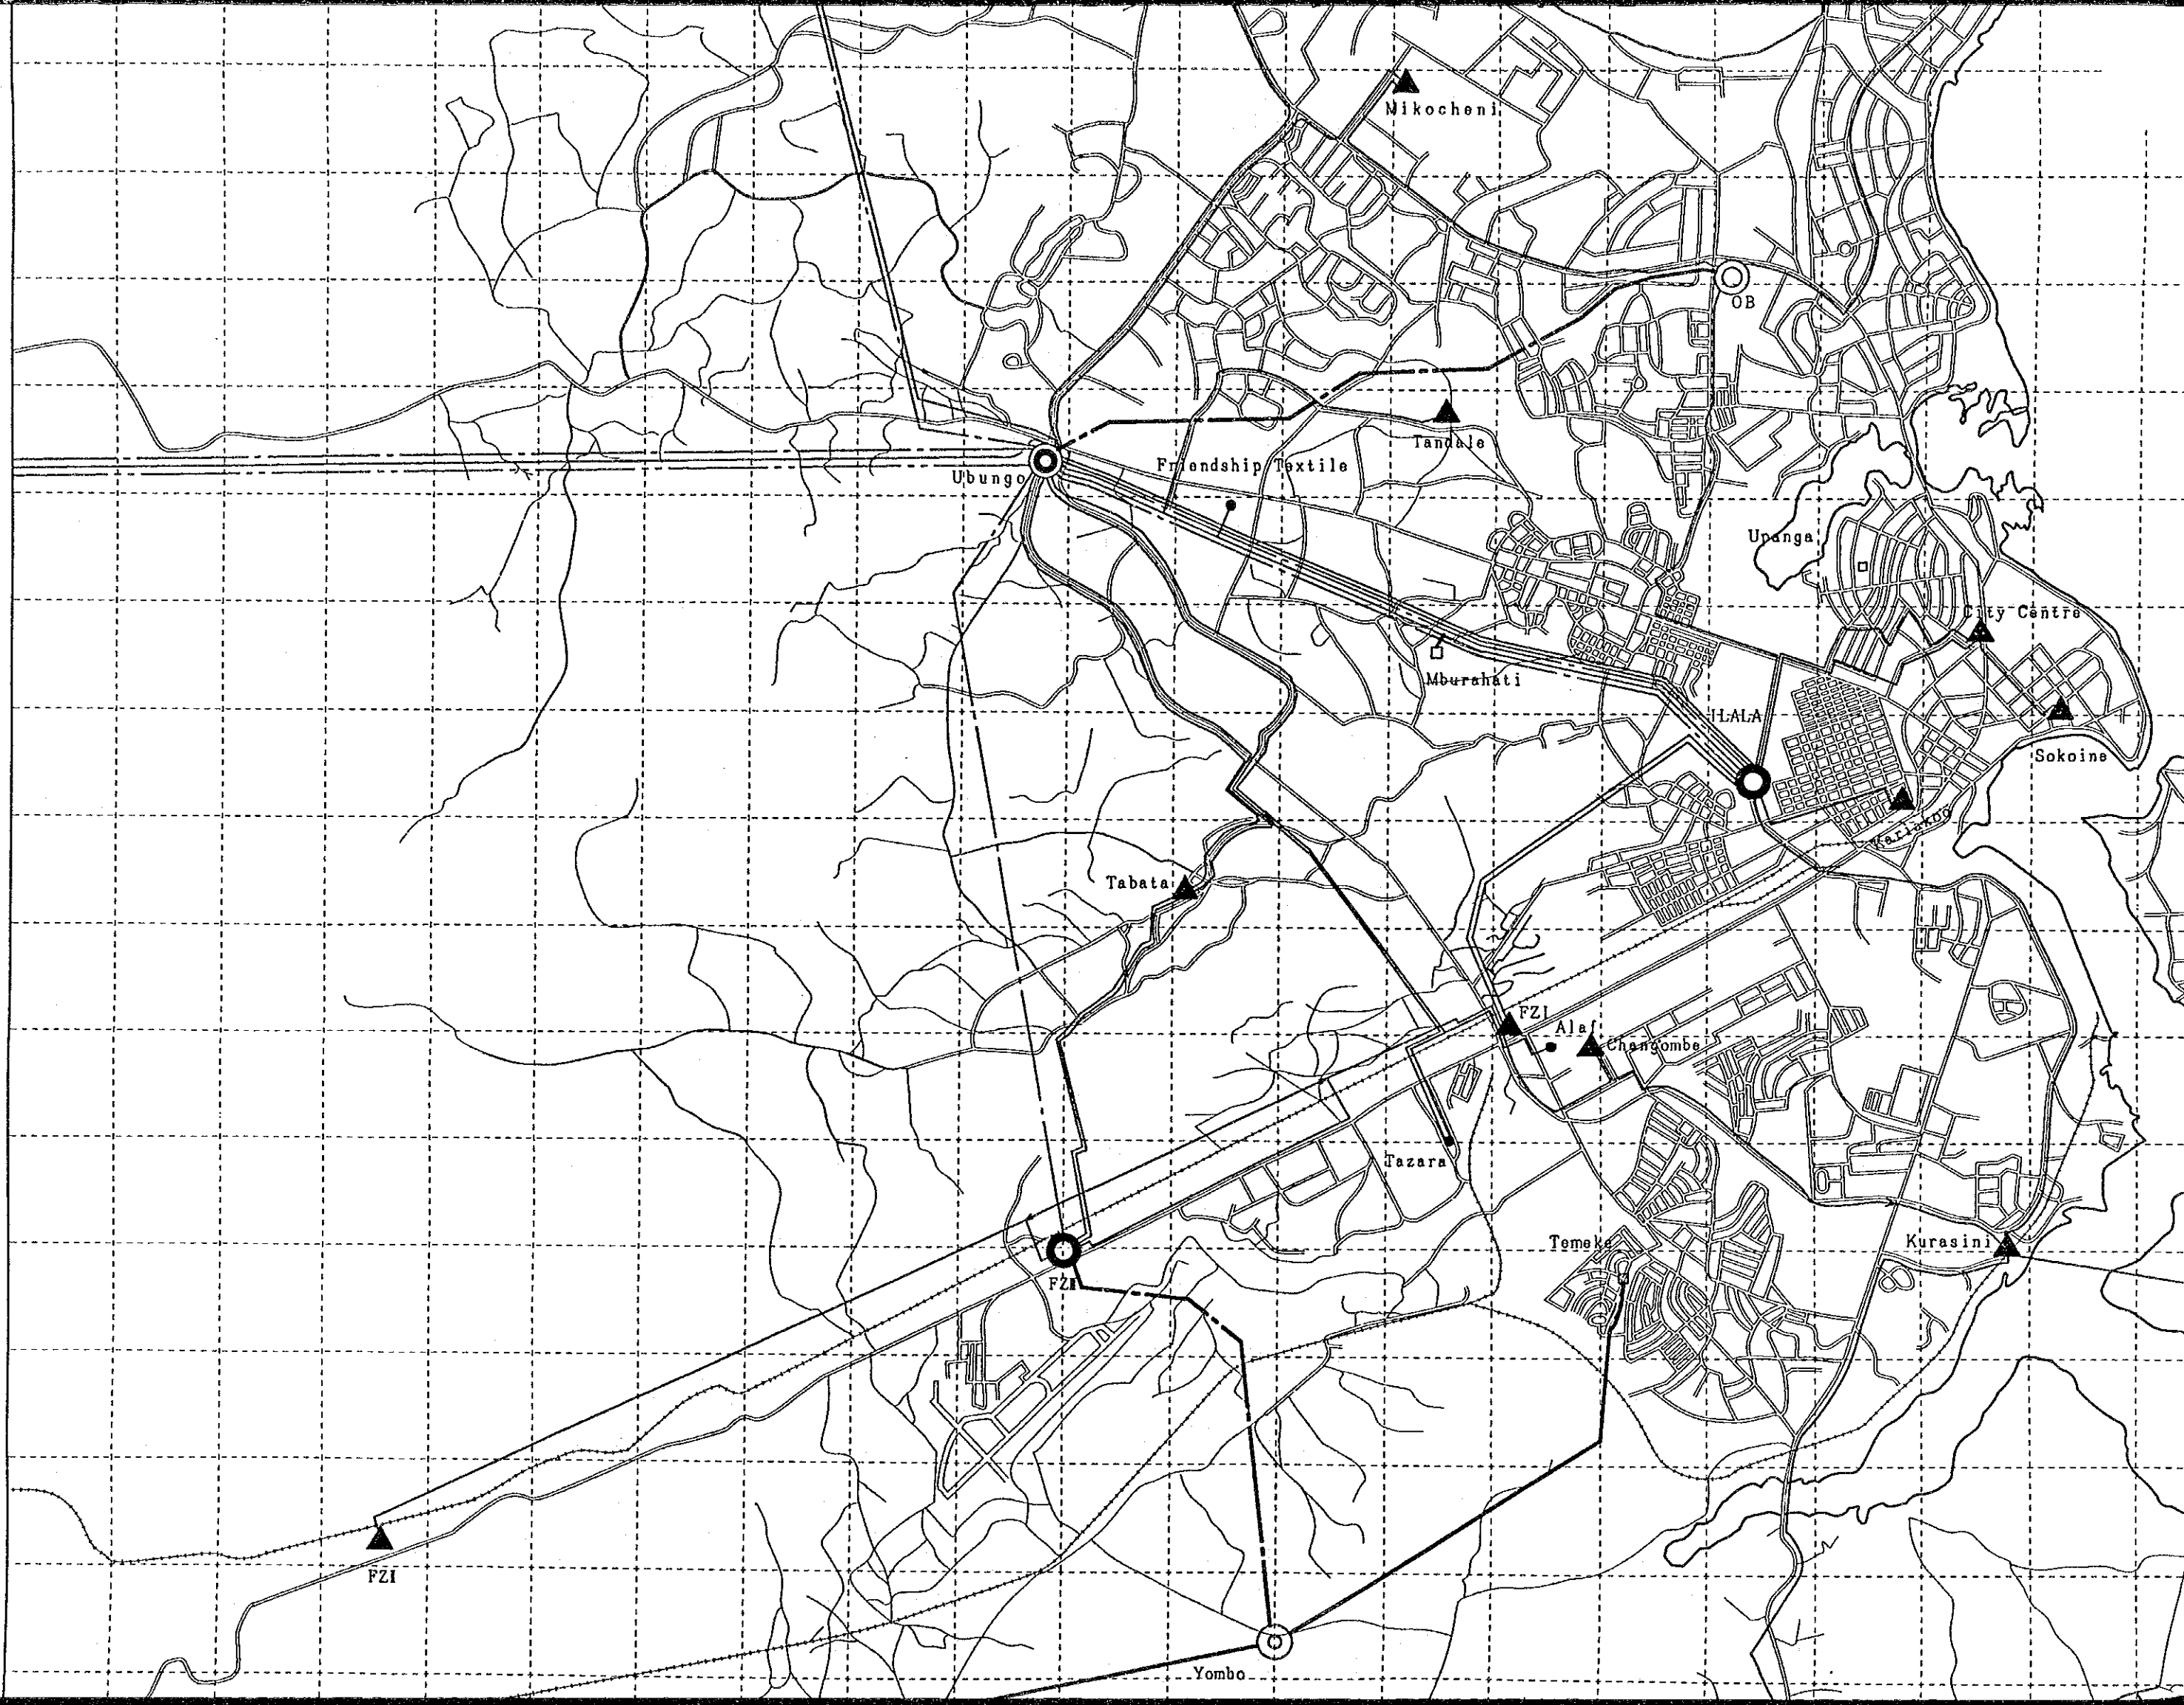 Mikocheni
OB
Tandale
Friendship Textile
Ubungo
Upanga
City Centre
Mburahati
ILALA
Sokoine
Kariakoo
Tabata
FZI
Alaf
Changombe
Tazara
Temeke
Kurasini
FZI
FZI
Yombo